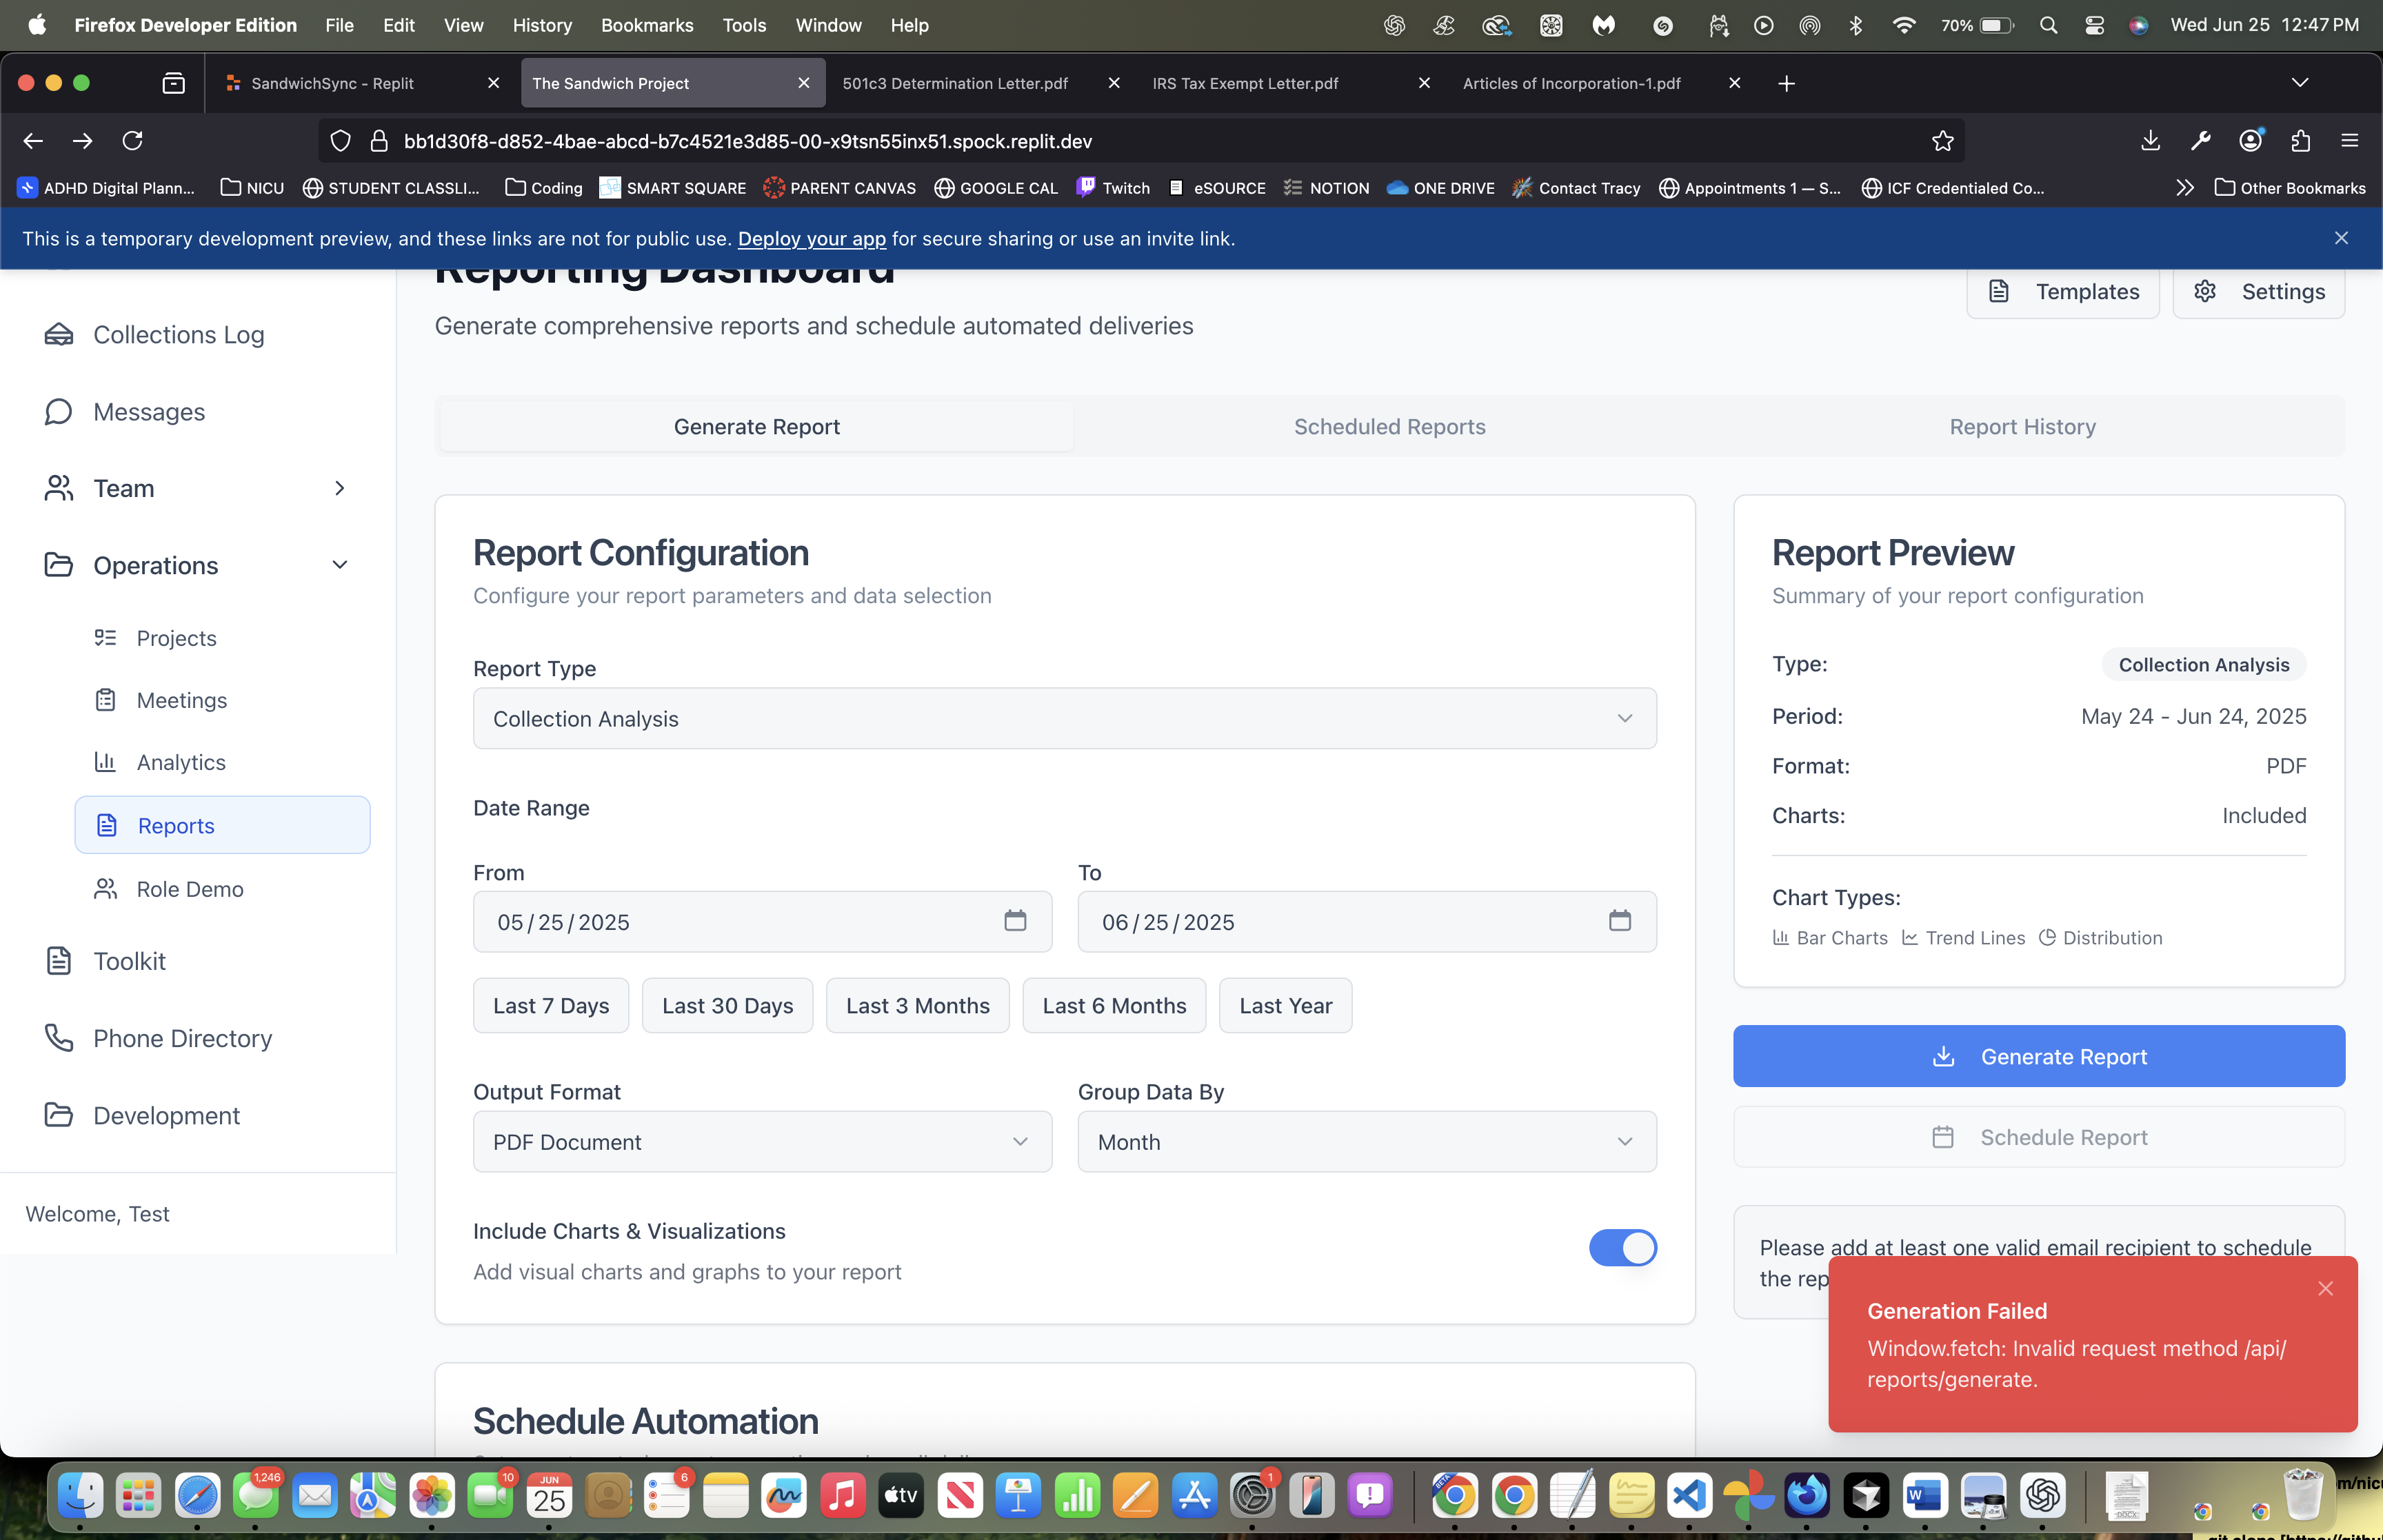 Firefox Developer Edition File Edit View History Bookmarks Tools Window Help 70% Wed Jun 25 12:47 PM
SandwichSync - Replit The Sandwich Project 501c3 Determination Letter.pdf IRS Tax Exempt Letter.pdf Articles of Incorporation-1.pdf
bb1d30f8-d852-4bae-abcd-b7c4521e3d85-00-x9tsn55inx51.spock.replit.dev
ADHD Digital Plann... NICU STUDENT CLASSLI... Coding SMART SQUARE PARENT CANVAS GOOGLE CAL Twitch eSOURCE NOTION ONE DRIVE Contact Tracy Appointments 1 — S... ICF Credentialed Co... Other Bookmarks
This is a temporary development preview, and these links are not for public use. Deploy your app for secure sharing or use an invite link.
Reporting Dashboard
Generate comprehensive reports and schedule automated deliveries
Templates
Settings
Collections Log
Messages
Team
Operations
Projects
Meetings
Analytics
Reports
Role Demo
Toolkit
Phone Directory
Development
Welcome, Test
Generate Report
Scheduled Reports
Report History
Report Configuration
Configure your report parameters and data selection
Report Type
Collection Analysis
Date Range
From
05/25/2025
To
06/25/2025
Last 7 Days
Last 30 Days
Last 3 Months
Last 6 Months
Last Year
Output Format
PDF Document
Group Data By
Month
Include Charts & Visualizations
Add visual charts and graphs to your report
Schedule Automation
Report Preview
Summary of your report configuration
Type: Collection Analysis
Period: May 24 - Jun 24, 2025
Format: PDF
Charts: Included
Chart Types:
Bar Charts Trend Lines Distribution
Generate Report
Schedule Report
Please add at least one valid email recipient to schedule
the rep
Generation Failed
Window.fetch: Invalid request method /api/
reports/generate.
1,246
10
JUN
25
6
tv
1
BETA
W
DOCX
m/nicu